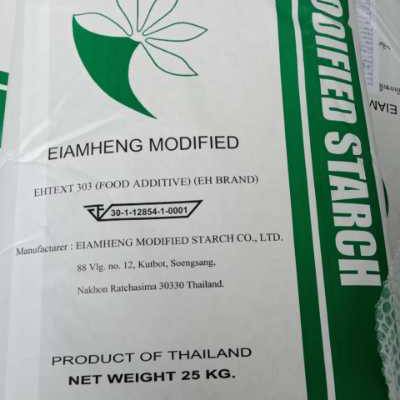 EIAMHENG MODIFIED
EHTEXT 303 (FOOD ADDITIVE) (EH BRAND)
30-1-12854-1-0001
Manufacturer : EIAMHENG MODIFIED STARCH CO., LTD.
88 Vlg. no. 12, Kutbot, Soengsang,
Nakhon Ratchasima 30330 Thailand.
PRODUCT OF THAILAND
NET WEIGHT 25 KG.
MODIFIED STARCH
EIAM